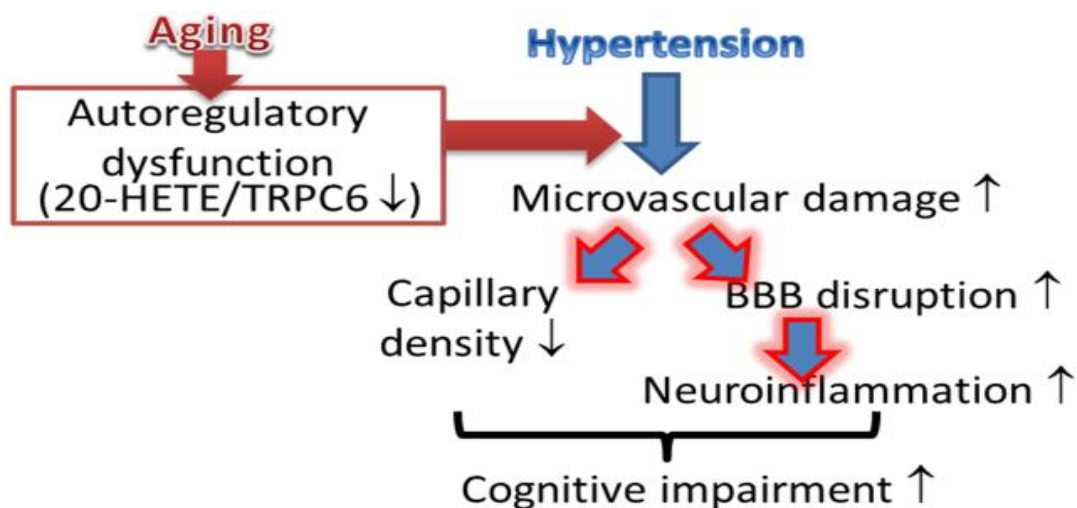 Aging
Autoregulatory
dysfunction
(20-HETE/TRPC6 ↓)
Hypertension
Microvascular damage ↑
Capillary
density ↓
BBB disruption ↑
Neuroinflammation ↑
Cognitive impairment ↑